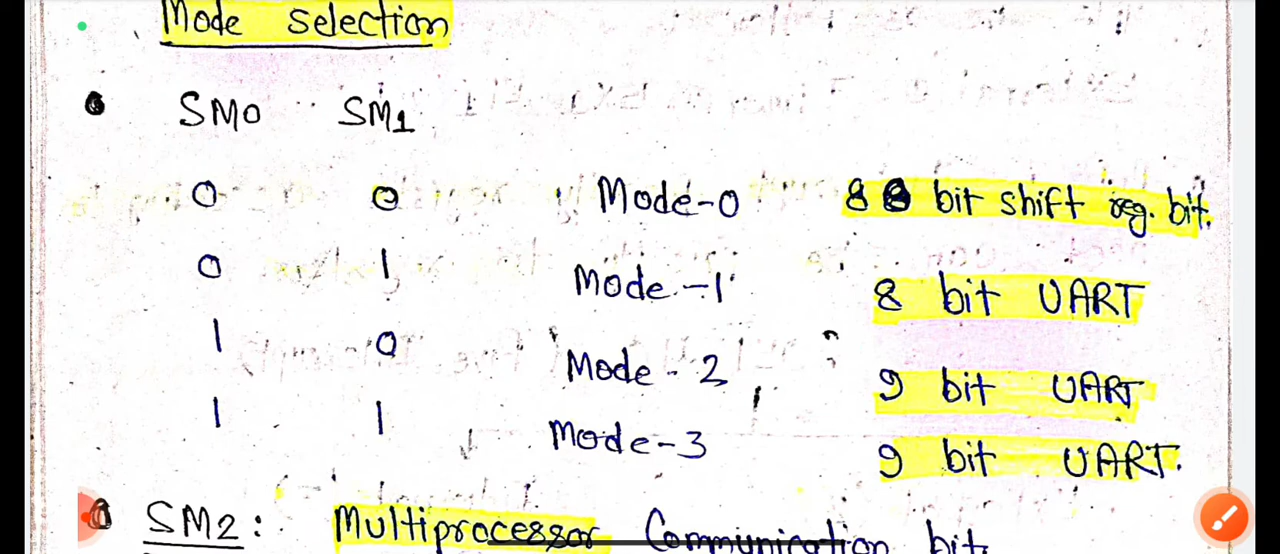 Mode selection
SM0 SM1
0 0 Mode-0 8 bit shift reg. bit.
0 1 Mode-1 8 bit UART
1 0 Mode-2 9 bit UART
1 1 Mode-3 9 bit UART.
SM2: Multiprocessor Communication bit.